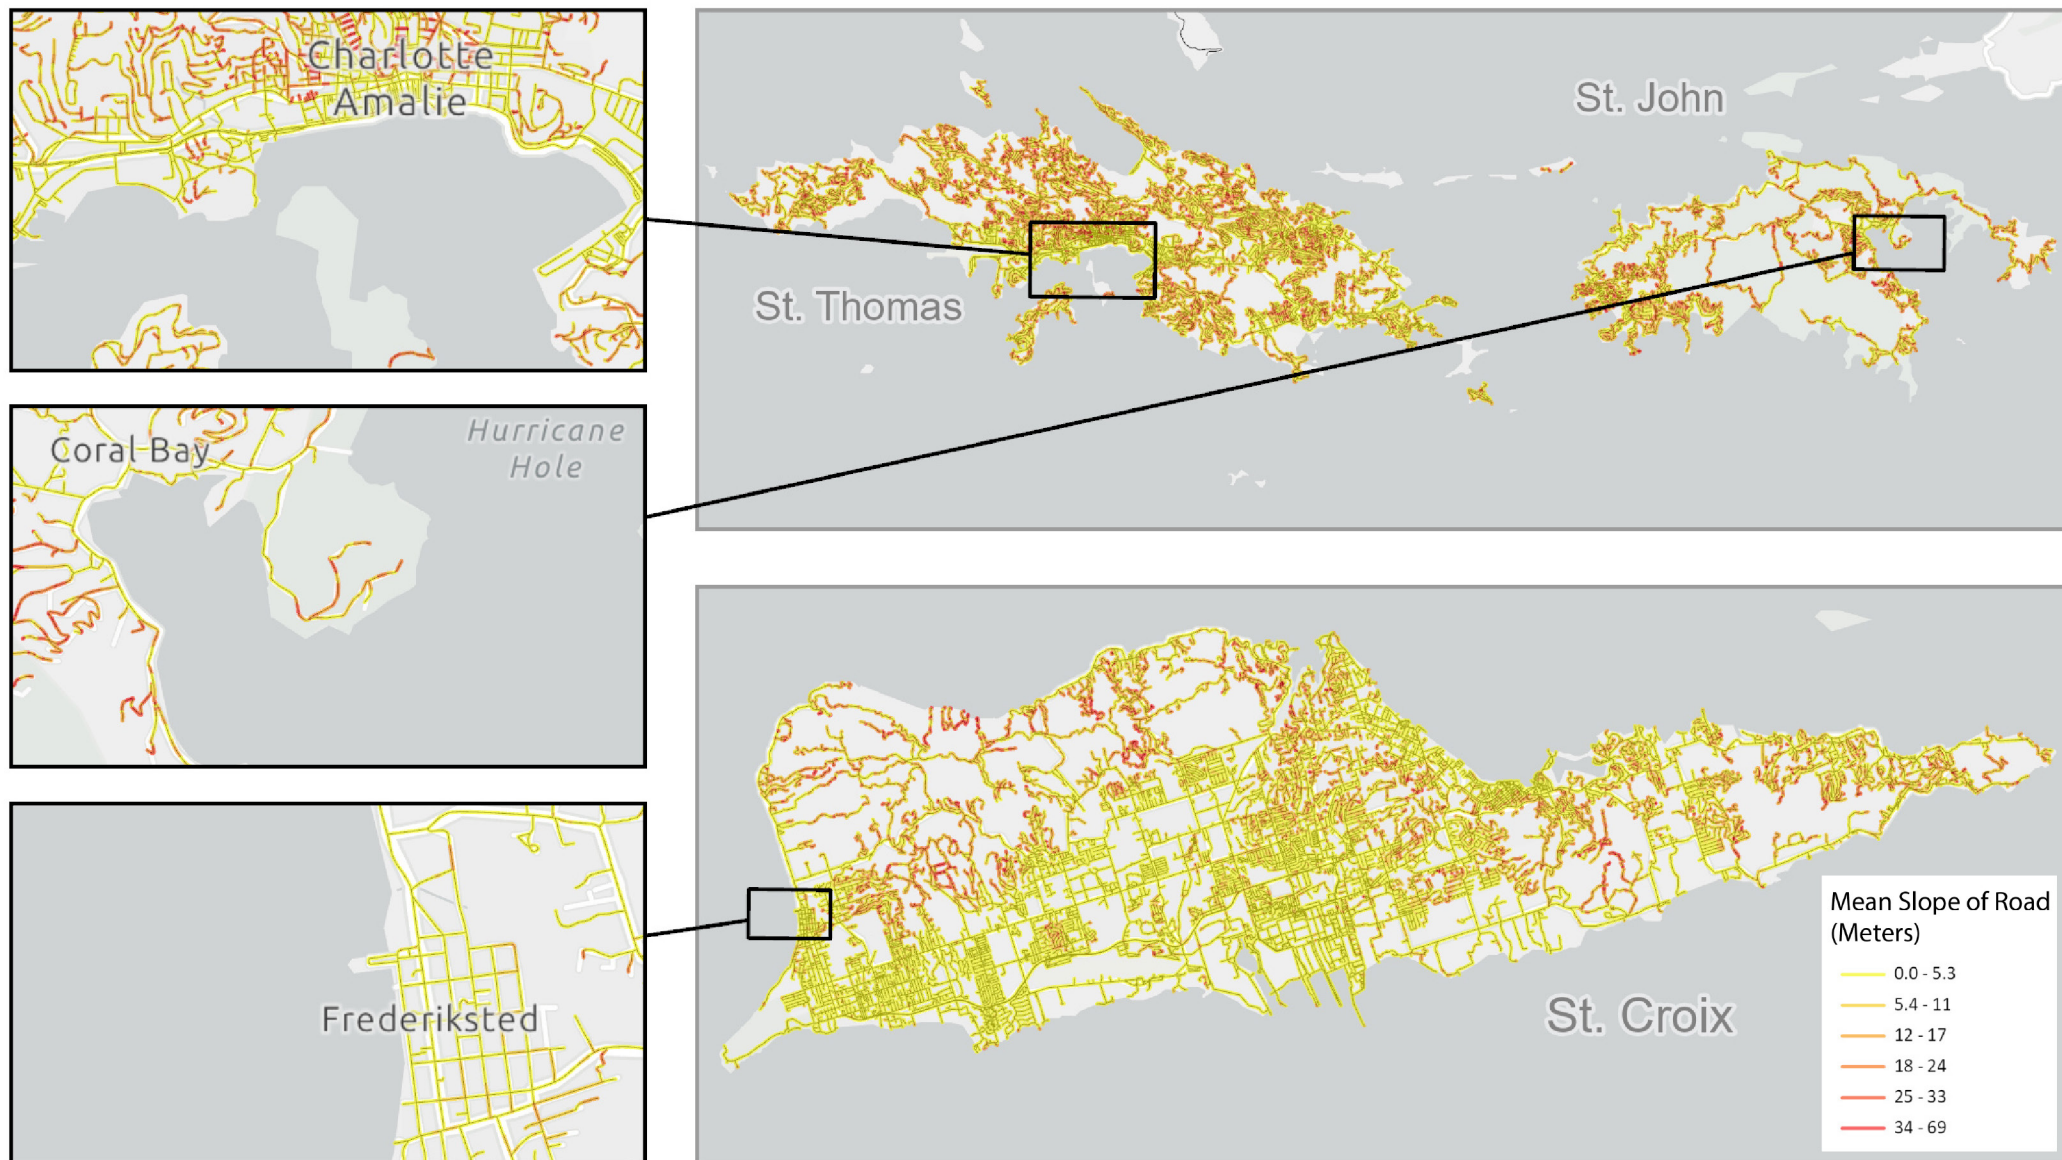 Charlotte
Amalie
St. John
St. Thomas
Coral Bay
Hurricane
Hole
Frederiksted
St. Croix
Mean Slope of Road
(Meters)
0.0 - 5.3
5.4 - 11
12 - 17
18 - 24
25 - 33
34 - 69